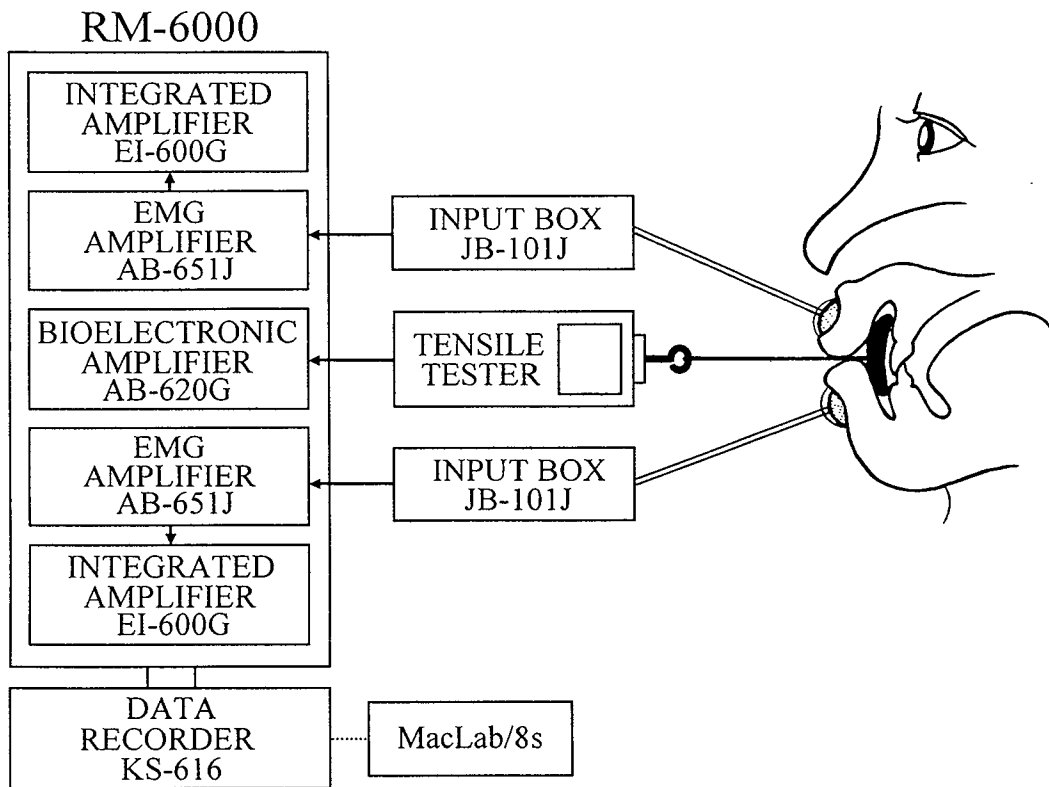 RM-6000
INTEGRATED
AMPLIFIER
EI-600G
EMG
AMPLIFIER
AB-651J
INPUT BOX
JB-101J
BIOELECTRONIC
AMPLIFIER
AB-620G
TENSILE
TESTER
EMG
AMPLIFIER
AB-651J
INPUT BOX
JB-101J
INTEGRATED
AMPLIFIER
EI-600G
DATA
RECORDER
KS-616
MacLab/8s